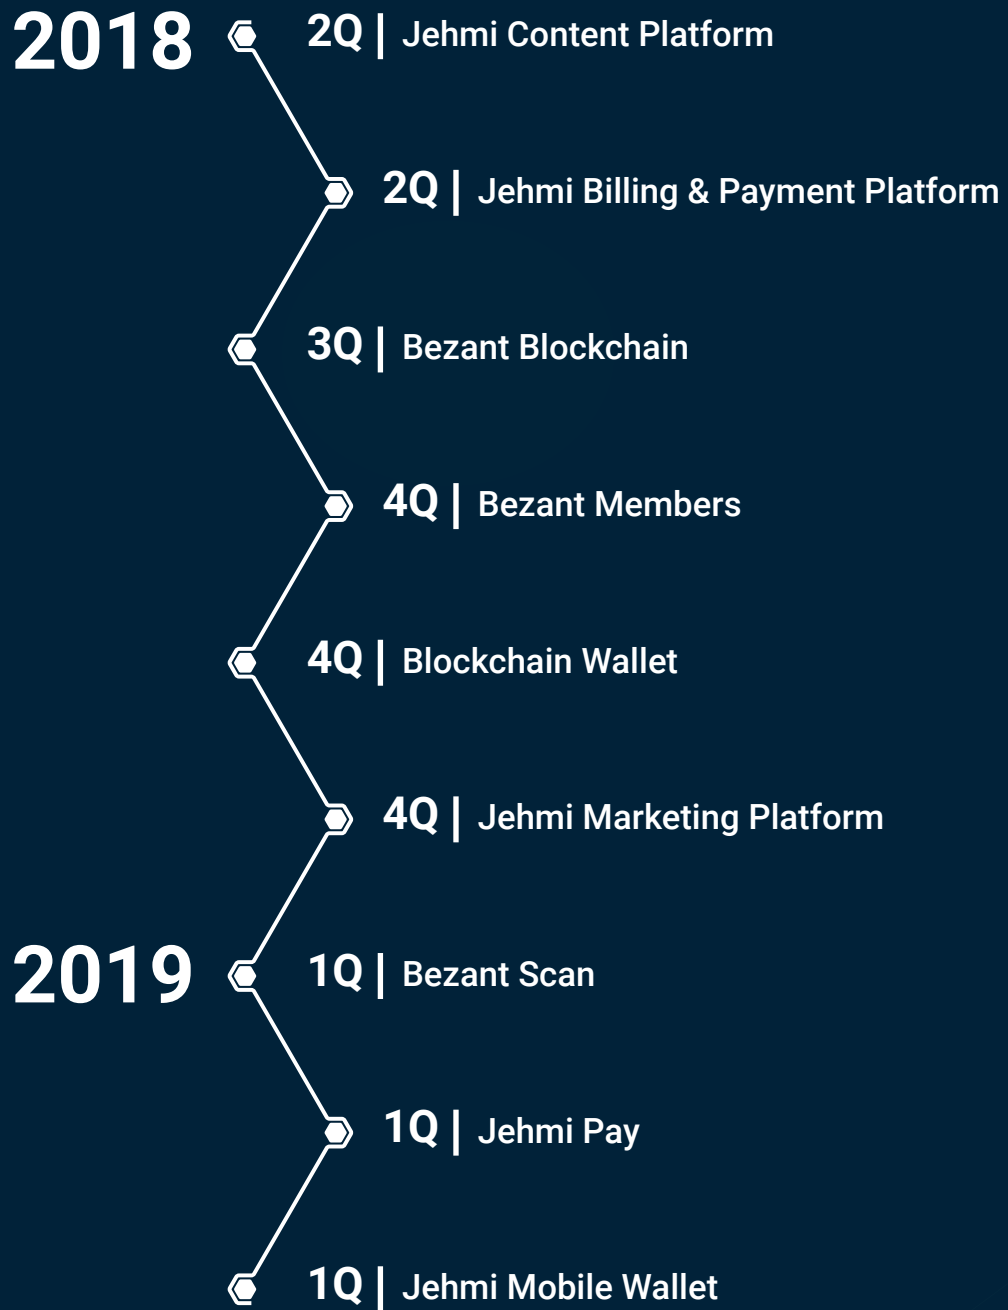 2018 2Q | Jehmi Content Platform
2Q | Jehmi Billing & Payment Platform
3Q | Bezant Blockchain
4Q | Bezant Members
4Q | Blockchain Wallet
4Q | Jehmi Marketing Platform
2019 1Q | Bezant Scan
1Q | Jehmi Pay
1Q | Jehmi Mobile Wallet